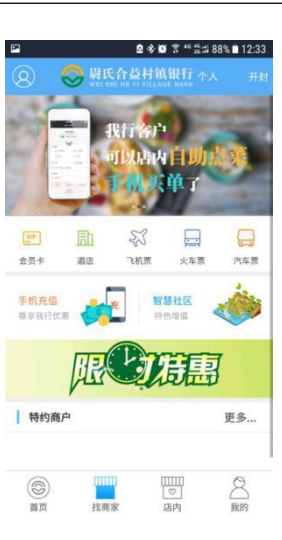 88% 12:33
尉氏合益村镇银行 个人 开封
WEI SHI HE YI VILLAGE BANK
我行客户
可以店内自助点菜
手机买单了
VIP
会员卡 酒店 飞机票 火车票 汽车票
手机充值 充 智慧社区
尊享我行优惠 特色增值
限时特惠
特约商户 更多...
首页 找商家 店内 我的